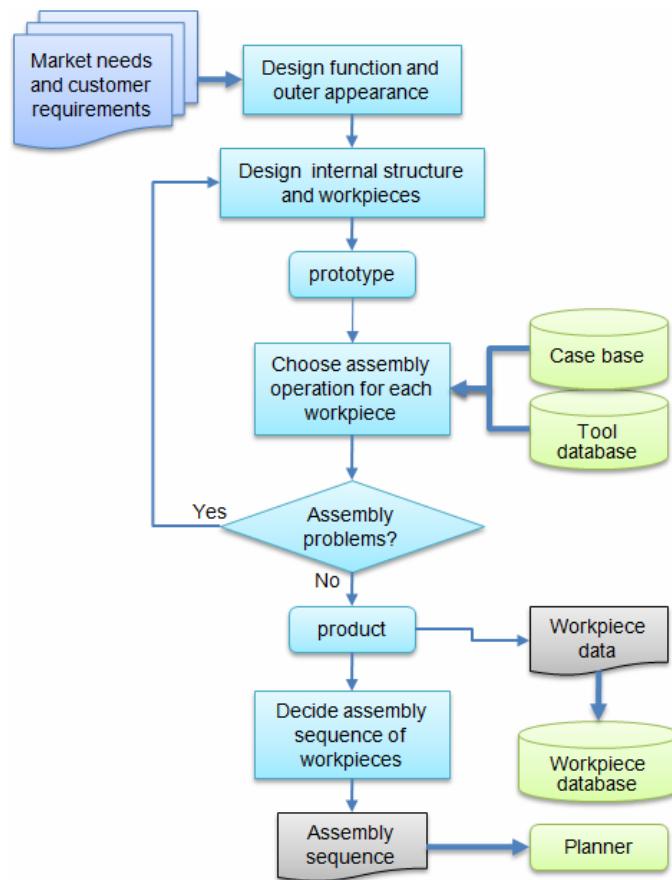 Market needs
and customer
requirements
Design function and
outer appearance
Design internal structure
and workpieces
prototype
Choose assembly
operation for each
workpiece
Case base
Tool
database
Yes
Assembly
problems?
No
product
Workpiece
data
Decide assembly
sequence of
workpieces
Workpiece
database
Assembly
sequence
Planner